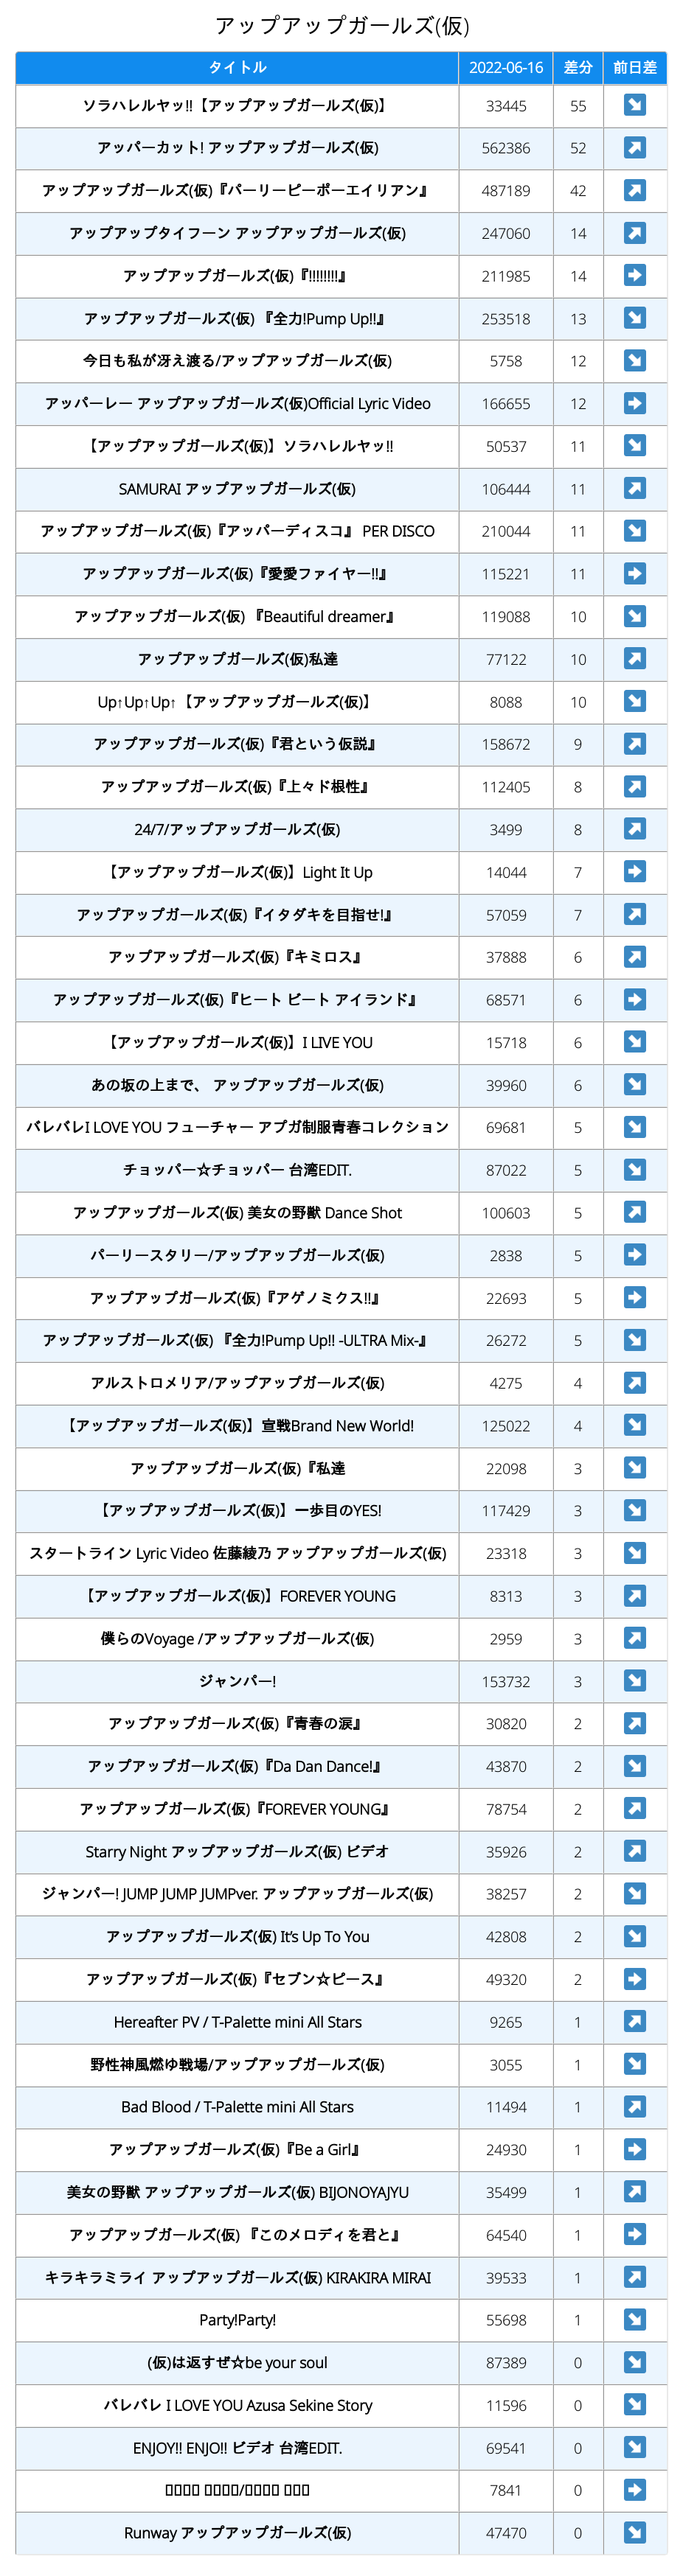 アップアップガールズ(仮)
タイトル 2022-06-16 差分 前日差
ソラハレルヤッ!!【アップアップガールズ(仮)】 33445 55 ↘
アッパーカット! アップアップガールズ(仮) 562386 52 ↗
アップアップガールズ(仮)『パーリーピーポーエイリアン』 487189 42 ↗
アップアップタイフーン アップアップガールズ(仮) 247060 14 ↗
アップアップガールズ(仮)『!!!!!!!!』 211985 14 ➡
アップアップガールズ(仮) 『全力!Pump Up!!』 253518 13 ↘
今日も私が冴え渡る/アップアップガールズ(仮) 5758 12 ↘
アッパーレー アップアップガールズ(仮)Official Lyric Video 166655 12 ➡
【アップアップガールズ(仮)】ソラハレルヤッ!! 50537 11 ↘
SAMURAI アップアップガールズ(仮) 106444 11 ↗
アップアップガールズ(仮)『アッパーディスコ』 PER DISCO 210044 11 ↘
アップアップガールズ(仮)『愛愛ファイヤー!!』 115221 11 ➡
アップアップガールズ(仮) 『Beautiful dreamer』 119088 10 ↘
アップアップガールズ(仮)私達 77122 10 ↗
Up↑Up↑Up↑【アップアップガールズ(仮)】 8088 10 ↘
アップアップガールズ(仮)『君という仮説』 158672 9 ↗
アップアップガールズ(仮)『上々ド根性』 112405 8 ↗
24/7/アップアップガールズ(仮) 3499 8 ↗
【アップアップガールズ(仮)】Light It Up 14044 7 ➡
アップアップガールズ(仮)『イタダキを目指せ!』 57059 7 ↗
アップアップガールズ(仮)『キミロス』 37888 6 ↗
アップアップガールズ(仮)『ヒート ビート アイランド』 68571 6 ➡
【アップアップガールズ(仮)】I LIVE YOU 15718 6 ↘
あの坂の上まで、 アップアップガールズ(仮) 39960 6 ↘
バレバレI LOVE YOU フューチャー アプガ制服青春コレクション 69681 5 ↘
チョッパー☆チョッパー 台湾EDIT. 87022 5 ↘
アップアップガールズ(仮) 美女の野獣 Dance Shot 100603 5 ↗
パーリースタリー/アップアップガールズ(仮) 2838 5 ➡
アップアップガールズ(仮)『アゲノミクス!!』 22693 5 ➡
アップアップガールズ(仮) 『全力!Pump Up!! -ULTRA Mix-』 26272 5 ↘
アルストロメリア/アップアップガールズ(仮) 4275 4 ↗
【アップアップガールズ(仮)】宣戦Brand New World! 125022 4 ↘
アップアップガールズ(仮)『私達 22098 3 ↘
【アップアップガールズ(仮)】一歩目のYES! 117429 3 ↘
スタートライン Lyric Video 佐藤綾乃 アップアップガールズ(仮) 23318 3 ↘
【アップアップガールズ(仮)】FOREVER YOUNG 8313 3 ↗
僕らのVoyage /アップアップガールズ(仮) 2959 3 ↗
ジャンパー! 153732 3 ↘
アップアップガールズ(仮)『青春の涙』 30820 2 ↗
アップアップガールズ(仮)『Da Dan Dance!』 43870 2 ↘
アップアップガールズ(仮)『FOREVER YOUNG』 78754 2 ↗
Starry Night アップアップガールズ(仮) ビデオ 35926 2 ↗
ジャンパー! JUMP JUMP JUMPver. アップアップガールズ(仮) 38257 2 ↘
アップアップガールズ(仮) It's Up To You 42808 2 ↘
アップアップガールズ(仮)『セブン☆ピース』 49320 2 ➡
Hereafter PV / T-Palette mini All Stars 9265 1 ↗
野性神風燃ゆ戦場/アップアップガールズ(仮) 3055 1 ↘
Bad Blood / T-Palette mini All Stars 11494 1 ↗
アップアップガールズ(仮)『Be a Girl』 24930 1 ➡
美女の野獣 アップアップガールズ(仮) BIJONOYAJYU 35499 1 ↗
アップアップガールズ(仮) 『このメロディを君と』 64540 1 ➡
キラキラミライ アップアップガールズ(仮) KIRAKIRA MIRAI 39533 1 ↗
Party!Party! 55698 1 ↘
(仮)は返すぜ☆be your soul 87389 0 ↘
バレバレ I LOVE YOU Azusa Sekine Story 11596 0 ↘
ENJOY!! ENJO!! ビデオ 台湾EDIT. 69541 0 ↘
7841 0 ➡
Runway アップアップガールズ(仮) 47470 0 ↘